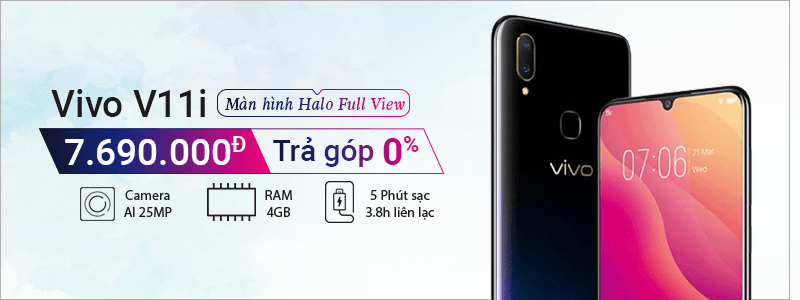 Vivo V11i
Màn hình Halo Full View
7.690.000Đ
Trả góp 0%
Camera
AI 25MP
RAM
4GB
5 Phút sạc
3.8h liên lạc
vivo
07:06
21 Mar